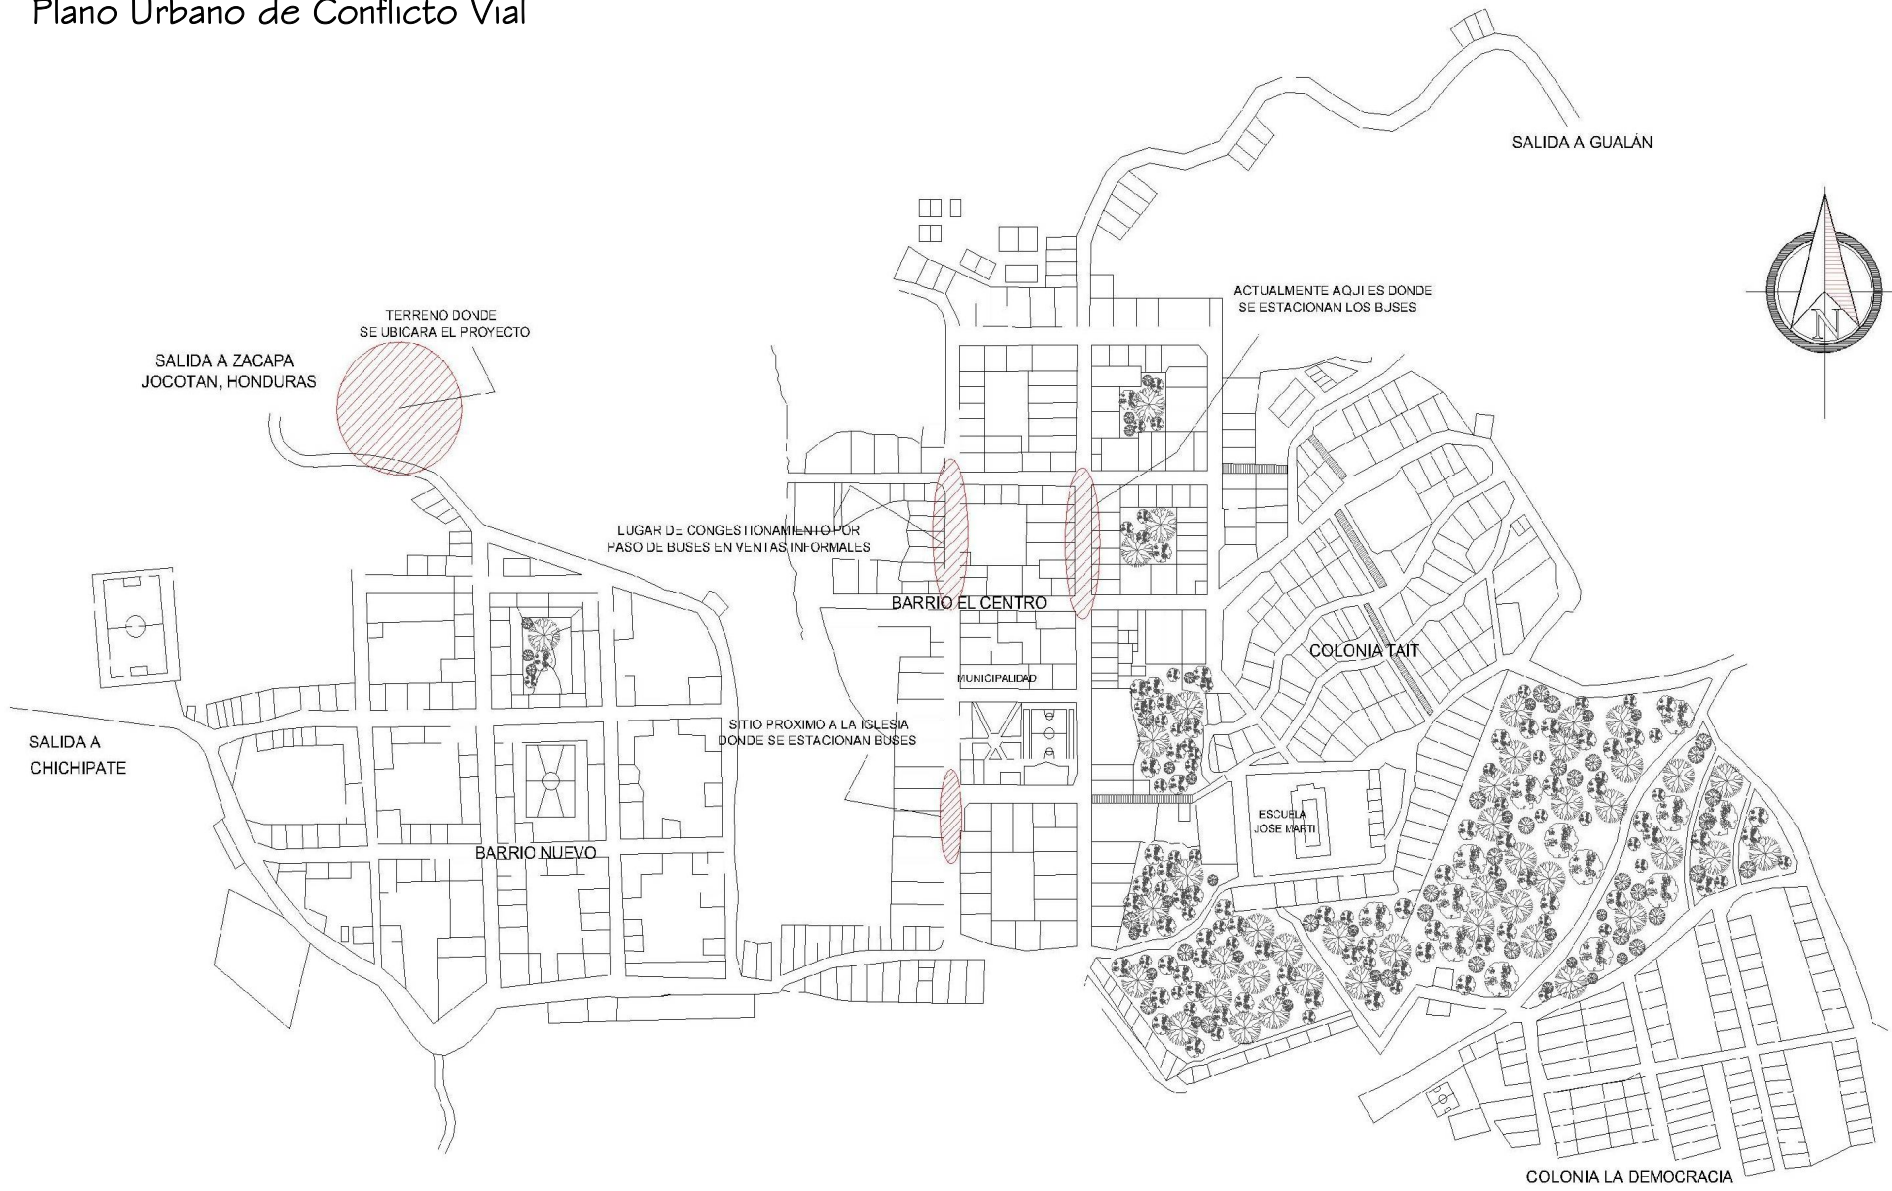 Plano Urbano de Conflicto Vial
SALIDA A GUALÁN
ACTUALMENTE AQUI ES DONDE
SE ESTACIONAN LOS BUSES
N
TERRENO DONDE
SE UBICARA EL PROYECTO
SALIDA A ZACAPA
JOCOTAN, HONDURAS
LUGAR DE CONGESTIONAMIENTO POR
PASO DE BUSES EN VENTAS INFORMALES
BARRIO EL CENTRO
COLONIA TAIT
MUNICIPALIDAD
SITIO PROXIMO A LA IGLESIA
DONDE SE ESTACIONAN BUSES
SALIDA A
CHICHIPATE
ESCUELA
JOSE MARTI
BARRIO NUEVO
COLONIA LA DEMOCRACIA